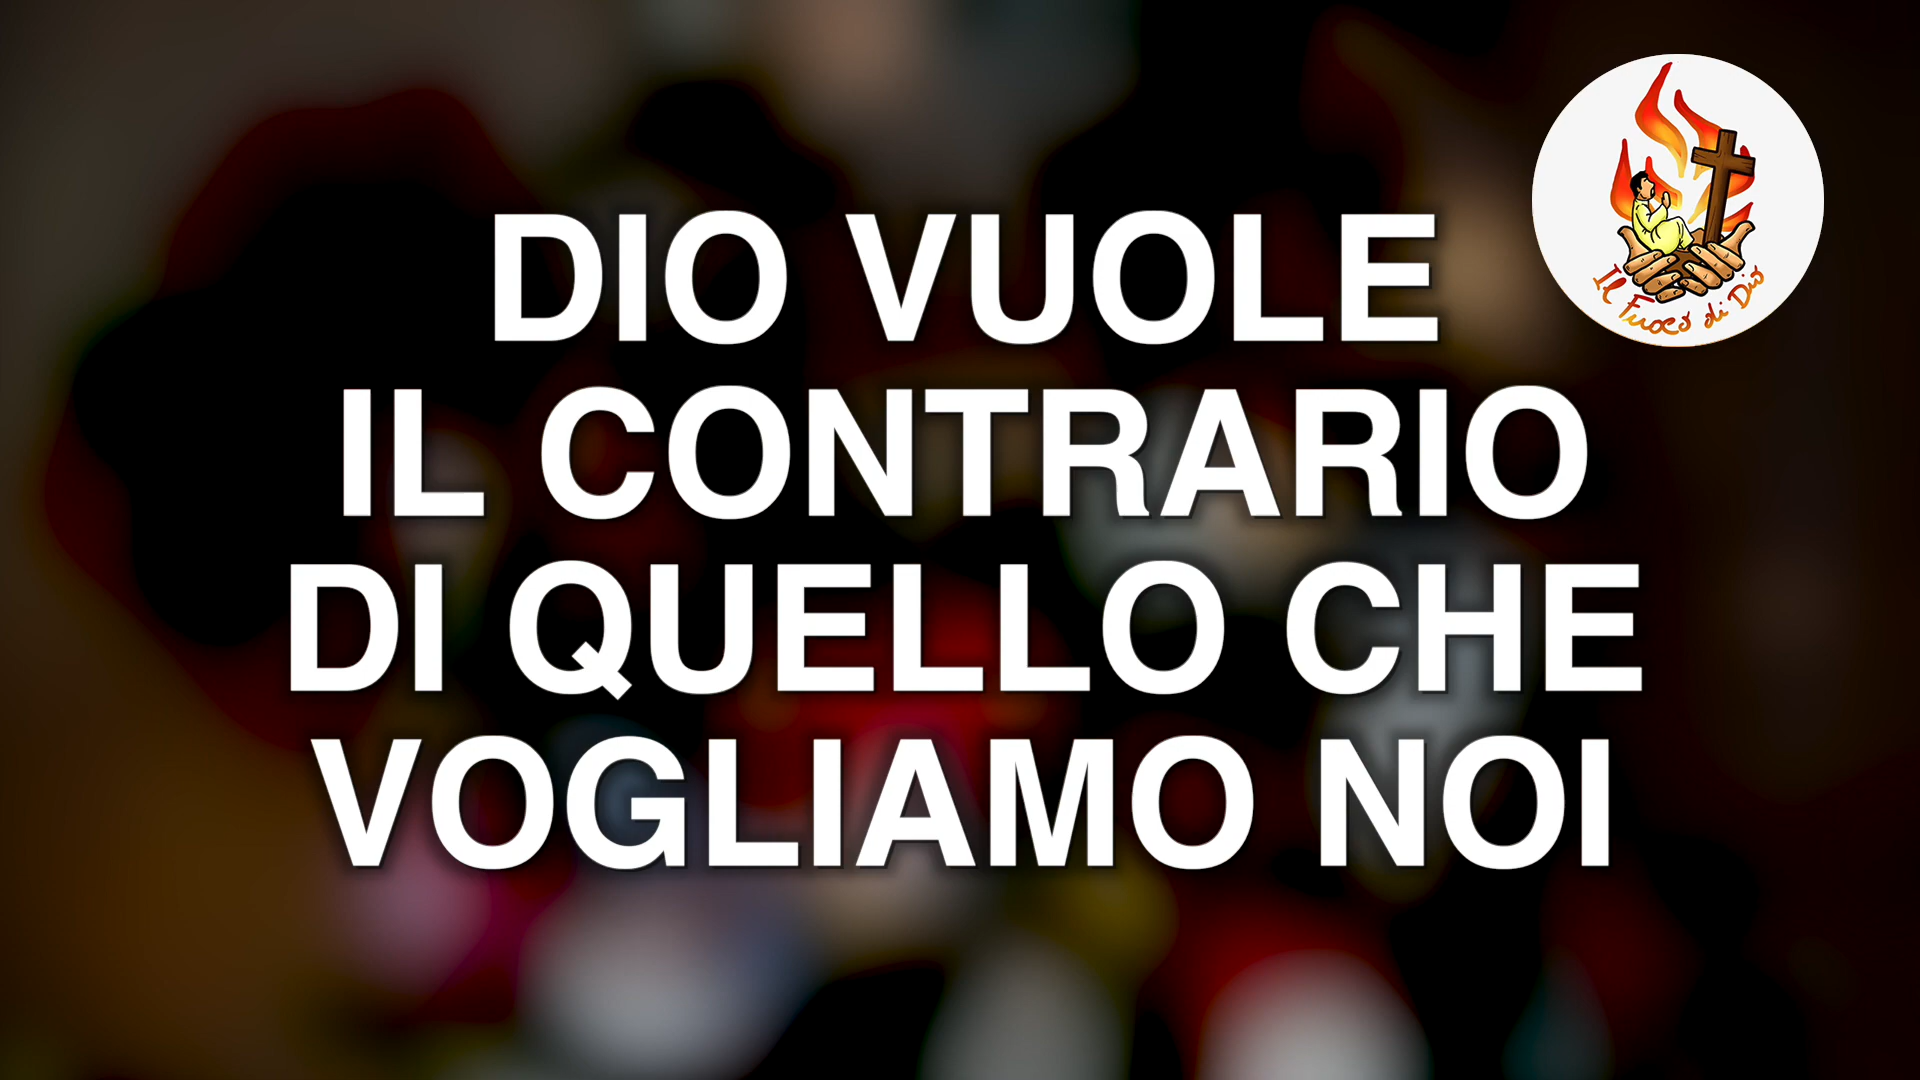 DIO VUOLE
IL CONTRARIO
DI QUELLO CHE
VOGLIAMO NOI
Il Fuoco di Dio